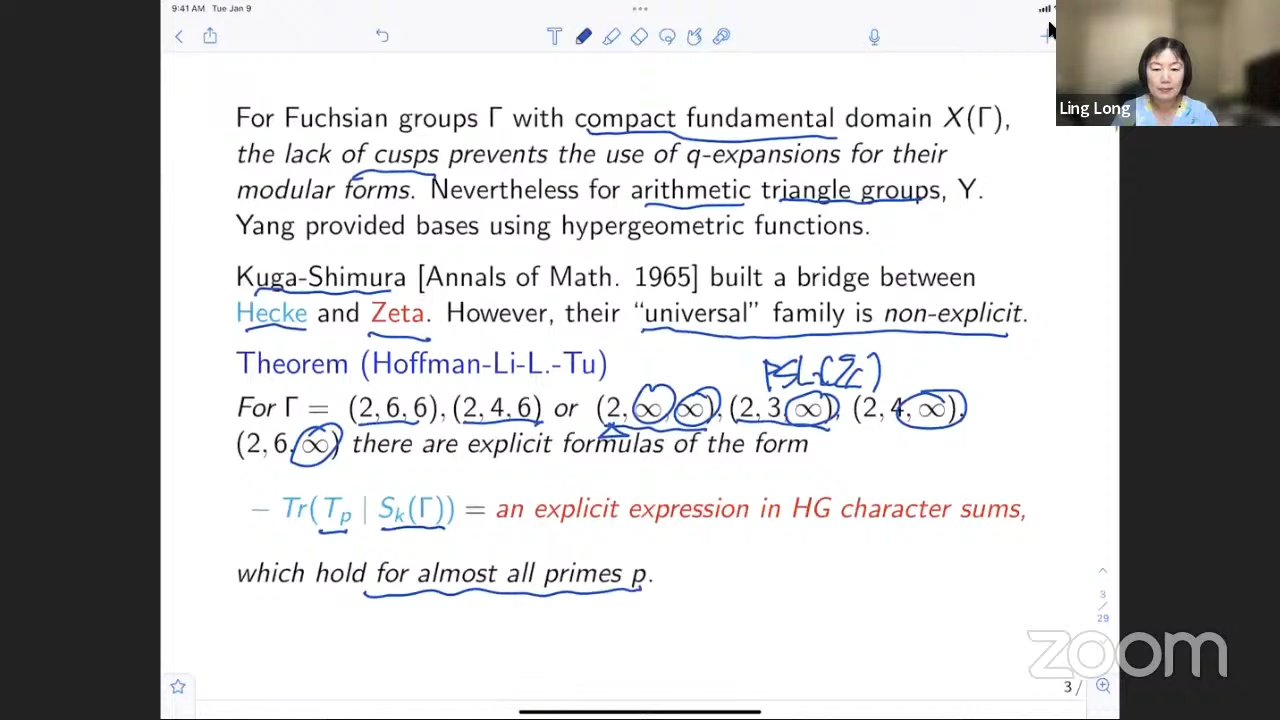 9:41 AM Tue Jan 9
Ling Long
For Fuchsian groups Γ with compact fundamental domain X(Γ),
the lack of cusps prevents the use of q-expansions for their
modular forms. Nevertheless for arithmetic triangle groups, Y.
Yang provided bases using hypergeometric functions.
Kuga-Shimura [Annals of Math. 1965] built a bridge between
Hecke and Zeta. However, their “universal” family is non-explicit.
Theorem (Hoffman-Li-L.-Tu)
For Γ = (2, 6, 6), (2, 4, 6) or (2, ∞, ∞), (2, 3, ∞), (2, 4, ∞),
(2, 6, ∞) there are explicit formulas of the form
− Tr(T_p | S_k(Γ)) = an explicit expression in HG character sums,
which hold for almost all primes p.
3
/
29
zoom
3 /